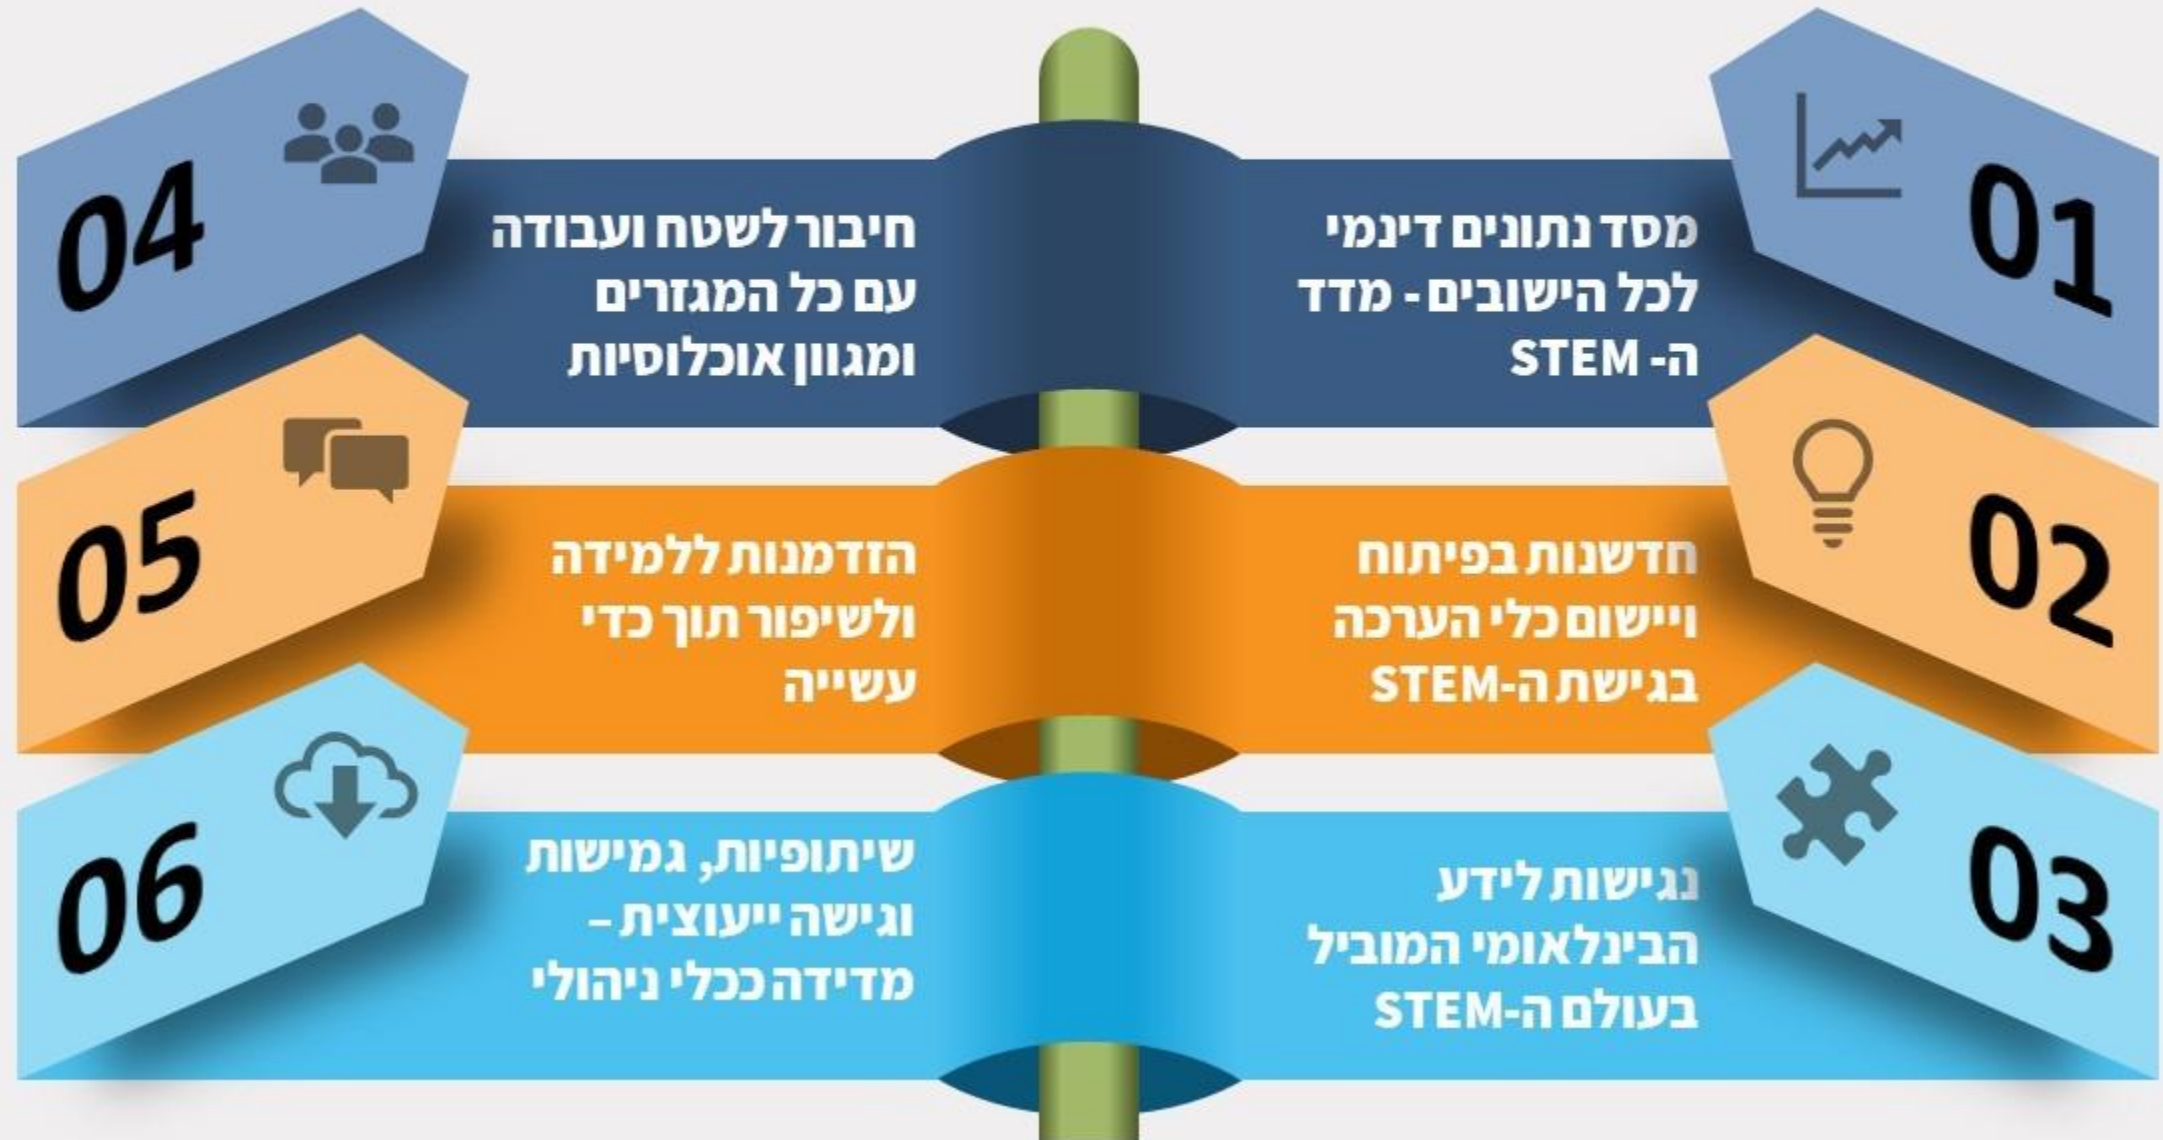 01
מסד נתונים דינמי
לכל הישובים - מדד
ה- STEM
02
חדשנות בפיתוח
ויישום כלי הערכה
בגישת ה-STEM
03
נגישות לידע
הבינלאומי המוביל
בעולם ה-STEM
04
חיבור לשטח ועבודה
עם כל המגזרים
ומגוון אוכלוסיות
05
הזדמנות ללמידה
ולשיפור תוך כדי
עשייה
06
שיתופיות, גמישות
וגישה ייעוצית –
מדידה ככלי ניהולי